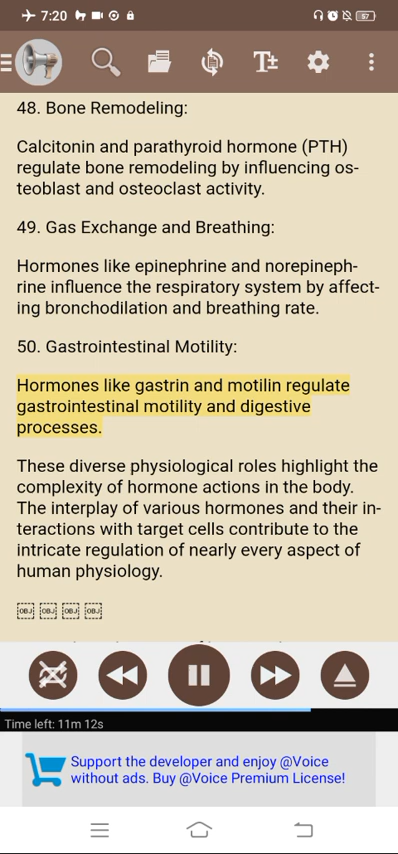 7:20
57
T±
48. Bone Remodeling:
Calcitonin and parathyroid hormone (PTH)
regulate bone remodeling by influencing os-
teoblast and osteoclast activity.
49. Gas Exchange and Breathing:
Hormones like epinephrine and norepineph-
rine influence the respiratory system by affect-
ing bronchodilation and breathing rate.
50. Gastrointestinal Motility:
Hormones like gastrin and motilin regulate
gastrointestinal motility and digestive
processes.
These diverse physiological roles highlight the
complexity of hormone actions in the body.
The interplay of various hormones and their in-
teractions with target cells contribute to the
intricate regulation of nearly every aspect of
human physiology.
OBJ OBJ OBJ OBJ
Time left: 11m 12s
Support the developer and enjoy @Voice
without ads. Buy @Voice Premium License!